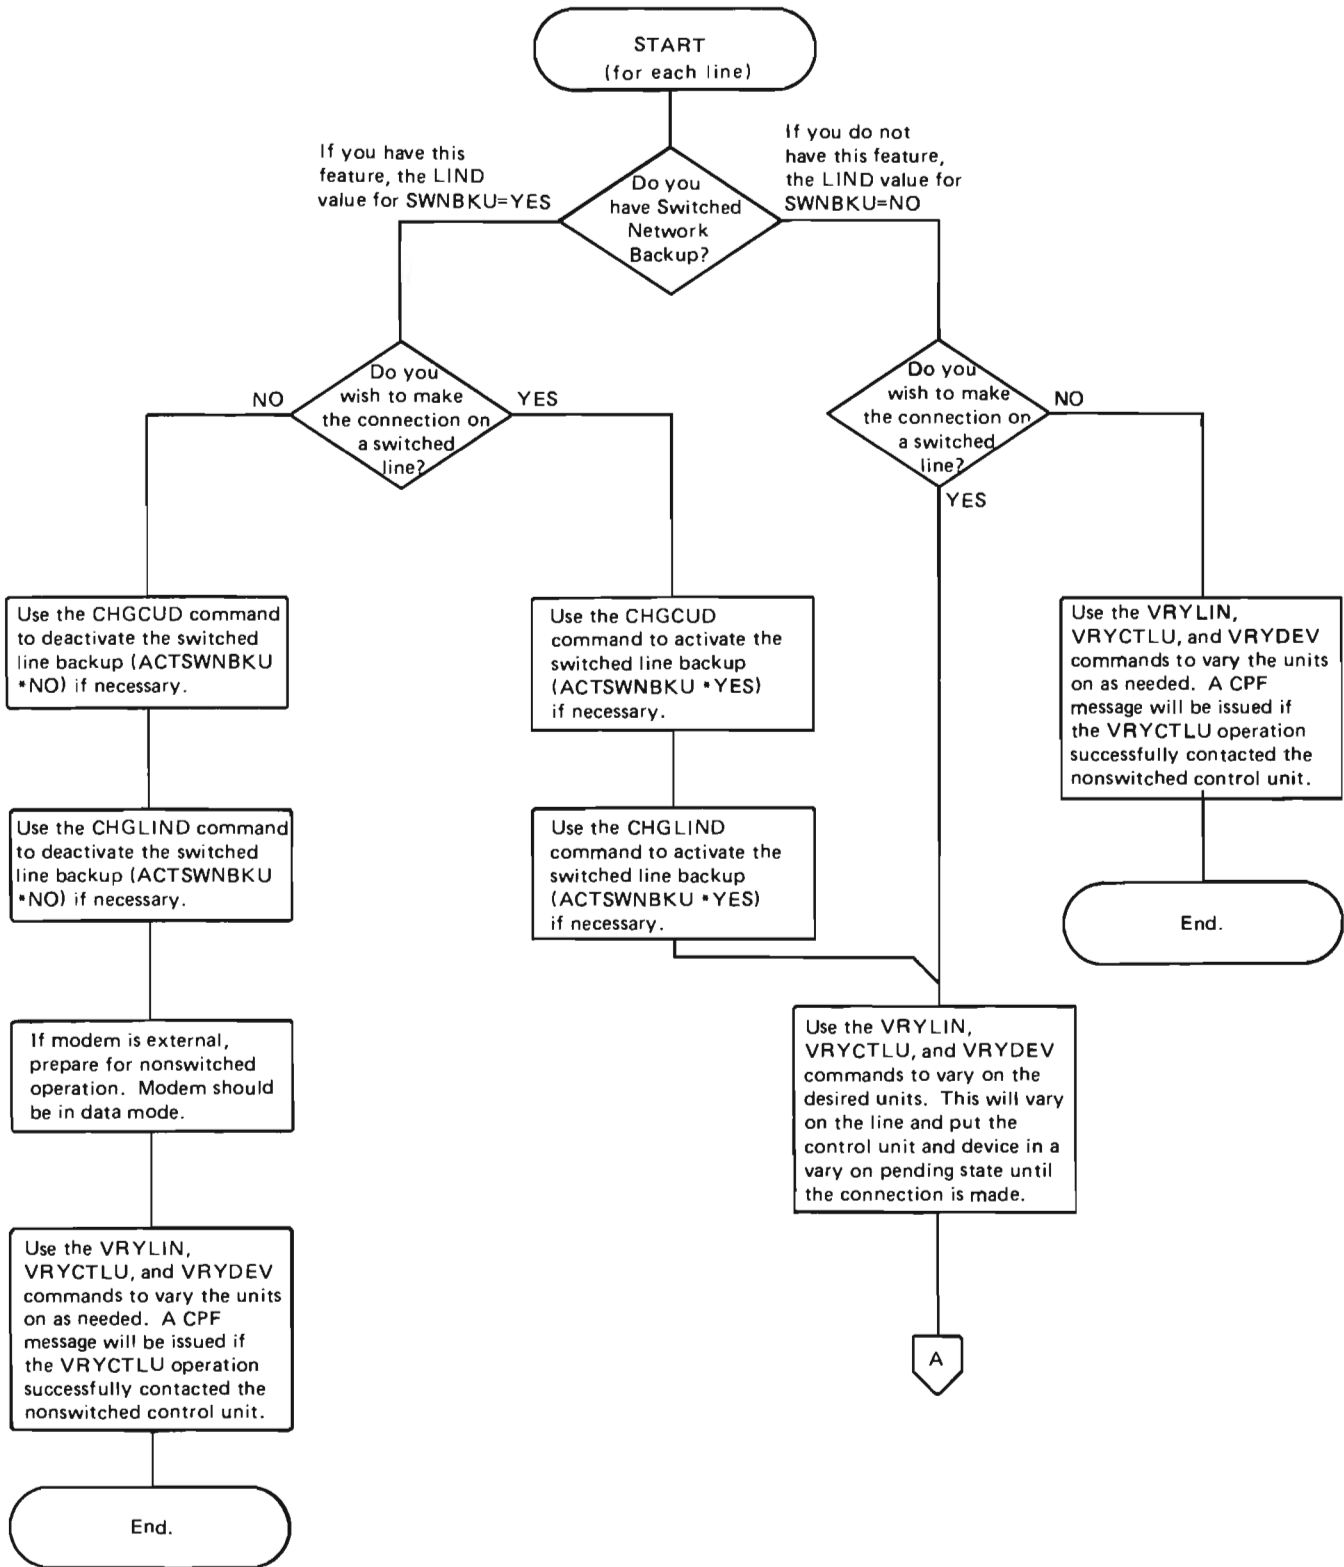 START
(for each line)
If you have this
feature, the LIND
value for SWNBKU=YES
If you do not
have this feature,
the LIND value for
SWNBKU=NO
Do you
have Switched
Network
Backup?
Do you
wish to make
the connection on
a switched
line?
NO
YES
Do you
wish to make
the connection on
a switched
line?
NO
YES
Use the CHGCUD command
to deactivate the switched
line backup (ACTSWNBKU
*NO) if necessary.
Use the CHGLIND command
to deactivate the switched
line backup (ACTSWNBKU
*NO) if necessary.
If modem is external,
prepare for nonswitched
operation. Modem should
be in data mode.
Use the VRYLIN,
VRYCTLU, and VRYDEV
commands to vary the units
on as needed. A CPF
message will be issued if
the VRYCTLU operation
successfully contacted the
nonswitched control unit.
End.
Use the CHGCUD
command to activate the
switched line backup
(ACTSWNBKU *YES)
if necessary.
Use the CHGLIND
command to activate the
switched line backup
(ACTSWNBKU *YES)
if necessary.
Use the VRYLIN,
VRYCTLU, and VRYDEV
commands to vary on the
desired units. This will vary
on the line and put the
control unit and device in a
vary on pending state until
the connection is made.
A
Use the VRYLIN,
VRYCTLU, and VRYDEV
commands to vary the units
on as needed. A CPF
message will be issued if
the VRYCTLU operation
successfully contacted the
nonswitched control unit.
End.